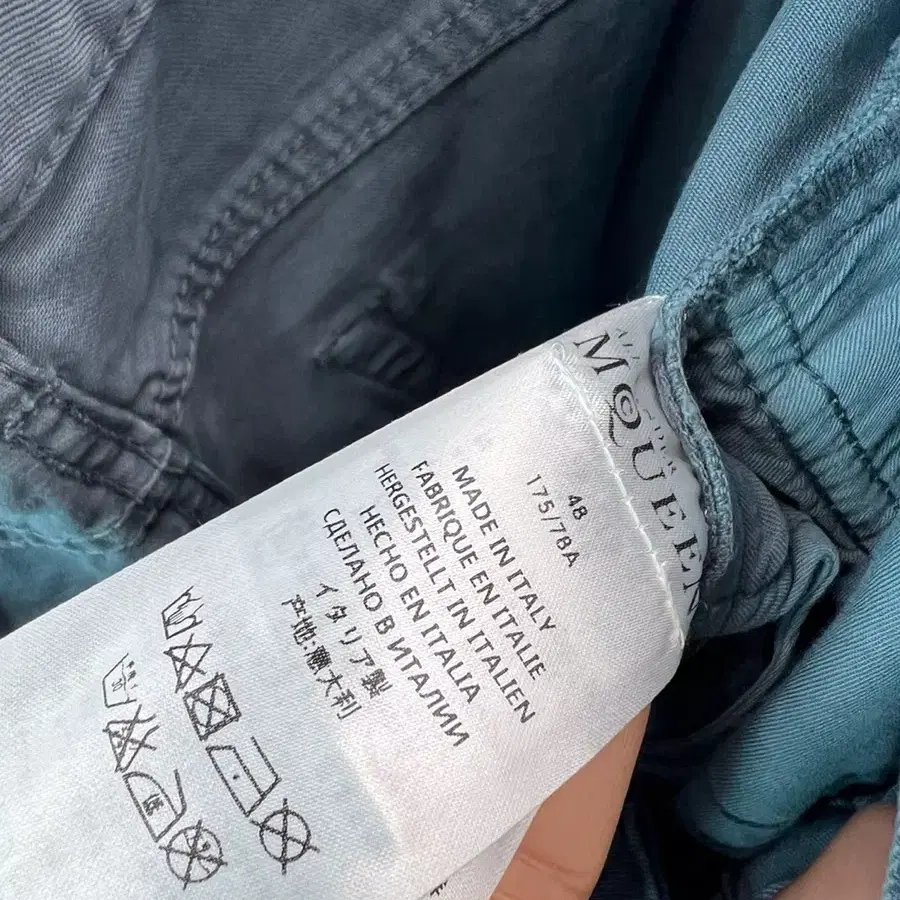 McQUEEN
48
175/78A
MADE IN ITALY
FABRIQUE EN ITALIE
HERGESTELLT IN ITALIEN
HECHO EN ITALIA
СДЕЛАНО В ИТАЛИИ
イタリア製
产地:意大利